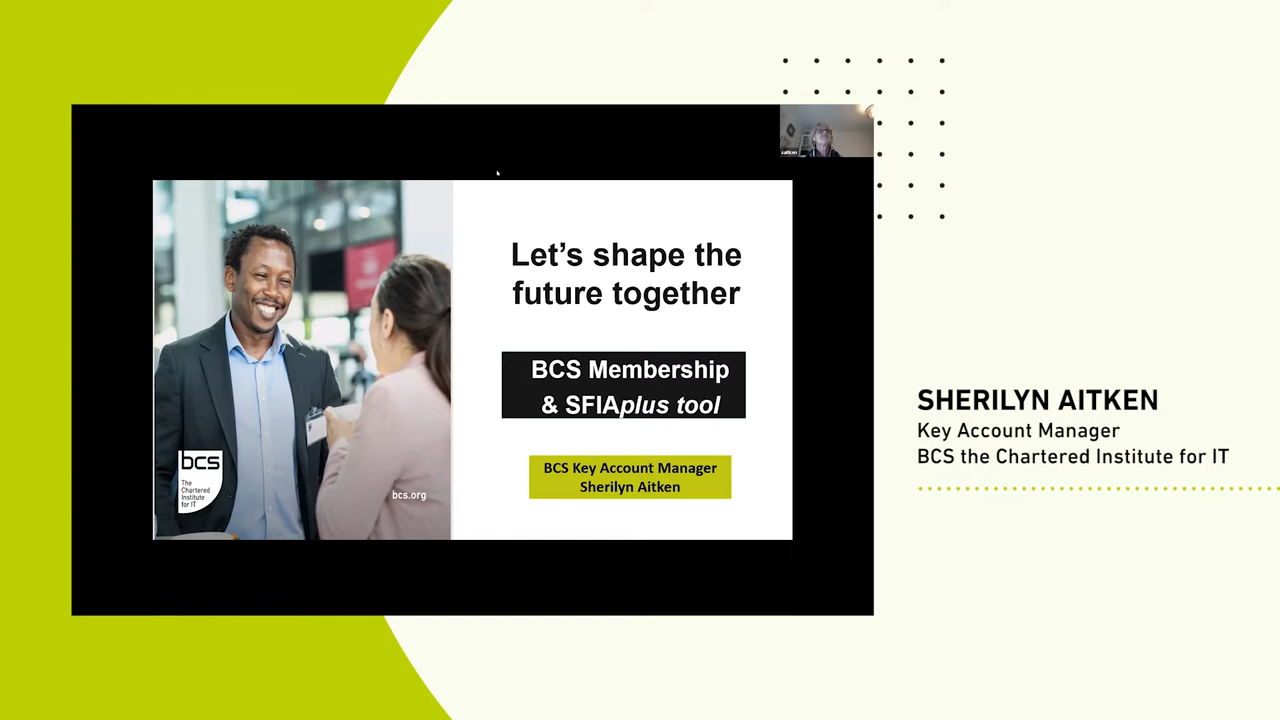 saitken
Let's shape the
future together
BCS Membership
& SFIAplus tool
BCS Key Account Manager
Sherilyn Aitken
bcs
The
Chartered
Institute
for IT
bcs.org
SHERILYN AITKEN
Key Account Manager
BCS the Chartered Institute for IT